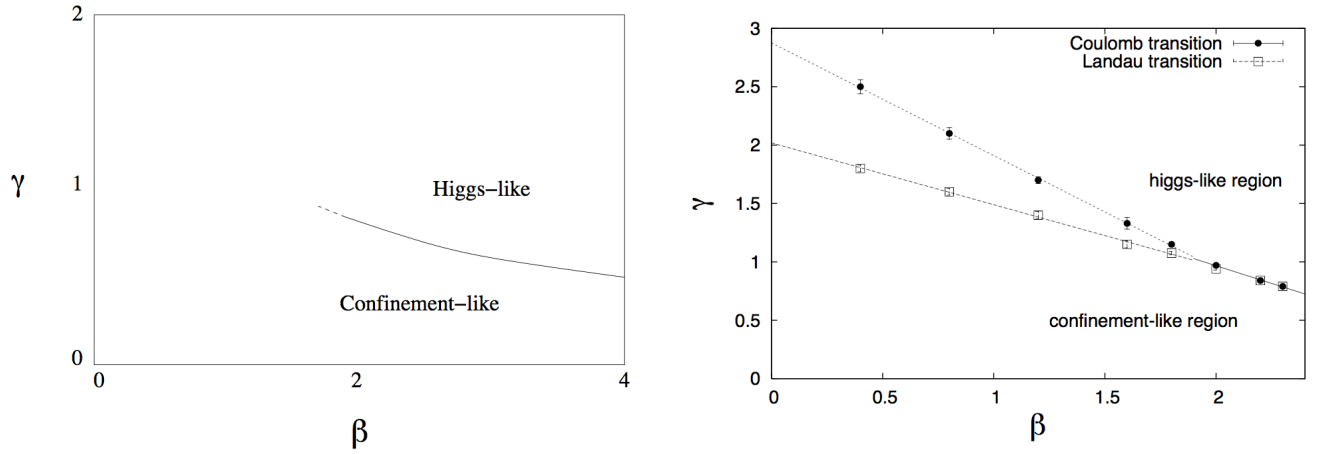 2
γ
1
Higgs−like
Confinement−like
0
0
2
4
β
3
Coulomb transition
Landau transition
2.5
2
γ
1.5
higgs-like region
1
0.5
confinement-like region
0
0
0.5
1
1.5
2
β